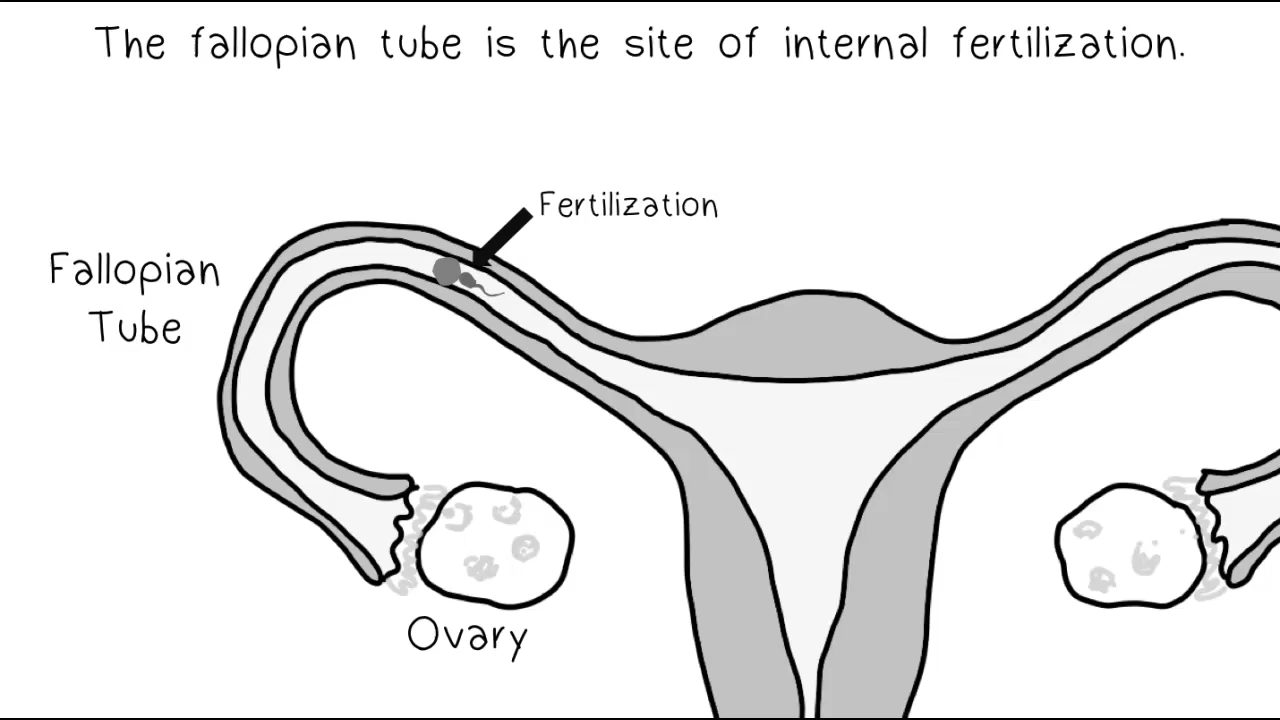 The fallopian tube is the site of internal fertilization.
Fertilization
Fallopian
Tube
Ovary